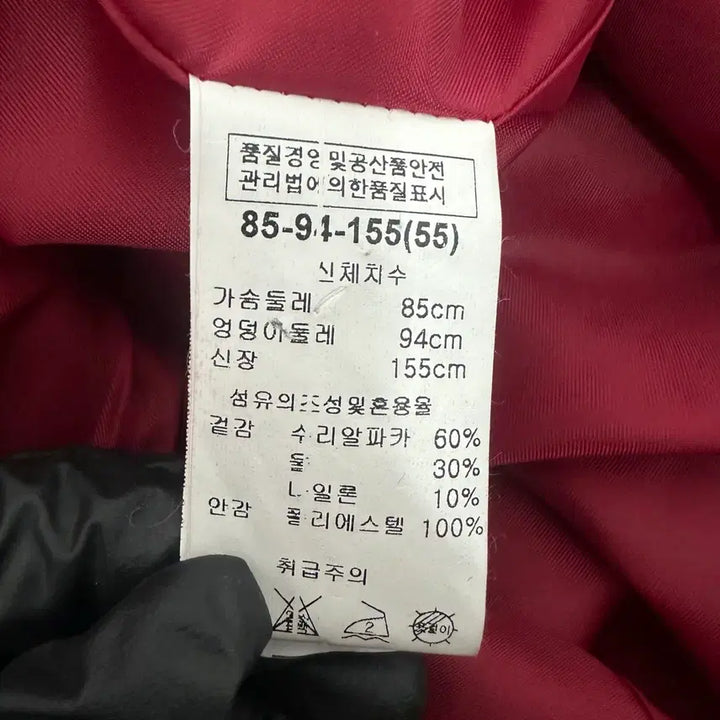 품질경영및공산품안전
관리법에의한품질표시
85-94-155(55)
신체치수
가슴둘레 85cm
엉덩이둘레 94cm
신장 155cm
섬유의조성및혼용율
겉감 수리알파카 60%
울 30%
나일론 10%
안감 폴리에스텔 100%
취급주의
2